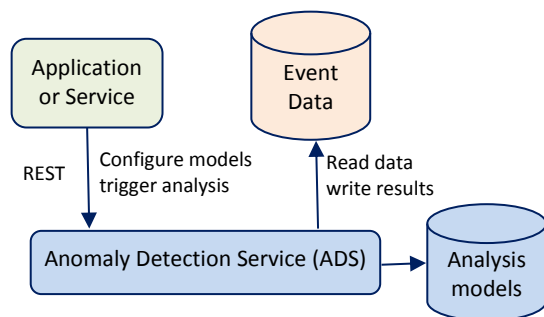 Application
or Service
Event
Data
REST
Configure models
trigger analysis
Read data
write results
Anomaly Detection Service (ADS)
Analysis
models